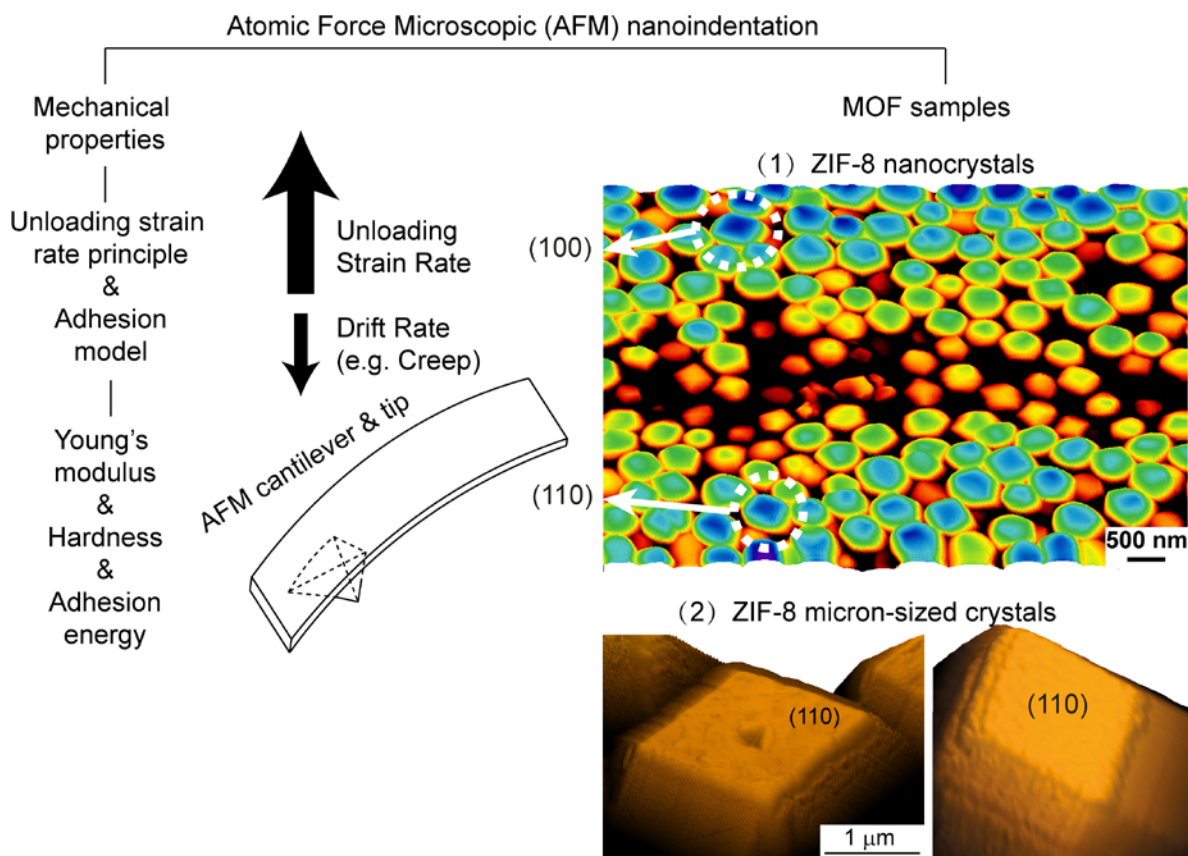 Atomic Force Microscopic (AFM) nanoindentation
Mechanical
properties
Unloading strain
rate principle
&
Adhesion
model
Young's
modulus
&
Hardness
&
Adhesion
energy
Unloading
Strain Rate
Drift Rate
(e.g. Creep)
AFM cantilever & tip
MOF samples
(1) ZIF-8 nanocrystals
(100)
(110)
500 nm
(2) ZIF-8 micron-sized crystals
(110)
1 μm
(110)